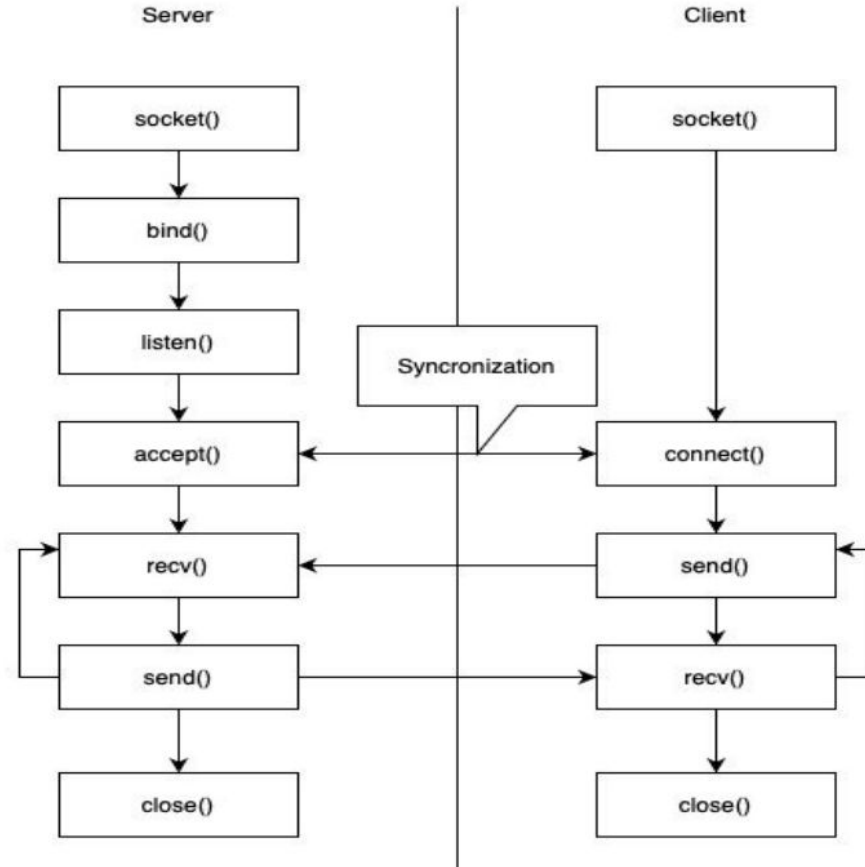 Server
Client
socket()
socket()
bind()
listen()
Syncronization
accept()
connect()
recv()
send()
send()
recv()
close()
close()